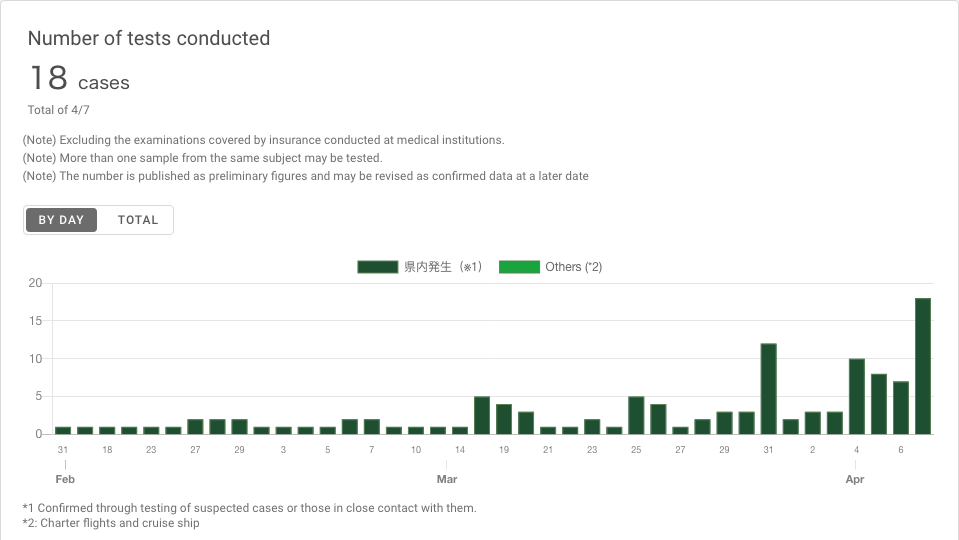 Number of tests conducted
18 cases
Total of 4/7
(Note) Excluding the examinations covered by insurance conducted at medical institutions.
(Note) More than one sample from the same subject may be tested.
(Note) The number is published as preliminary figures and may be revised as confirmed data at a later date
BY DAY TOTAL
県内発生（※1） Others (*2)
20
15
10
5
0
31 18 23 27 29 3 5 7 10 14 19 21 23 25 27 29 31 2 4 6
Feb Mar Apr
*1 Confirmed through testing of suspected cases or those in close contact with them.
*2: Charter flights and cruise ship